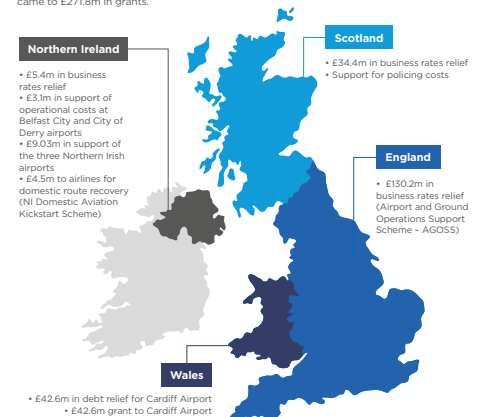 came to £271.8m in grants.
Northern Ireland
• £5.4m in business
rates relief
• £3.1m in support of
operational costs at
Belfast City and City of
Derry airports
• £9.03m in support of
the three Northern Irish
airports
• £4.5m to airlines for
domestic route recovery
(NI Domestic Aviation
Kickstart Scheme)
Scotland
• £34.4m in business rates relief
• Support for policing costs
England
• £130.2m in
business rates relief
(Airport and Ground
Operations Support
Scheme – AGOSS)
Wales
• £42.6m in debt relief for Cardiff Airport
• £42.6m grant to Cardiff Airport